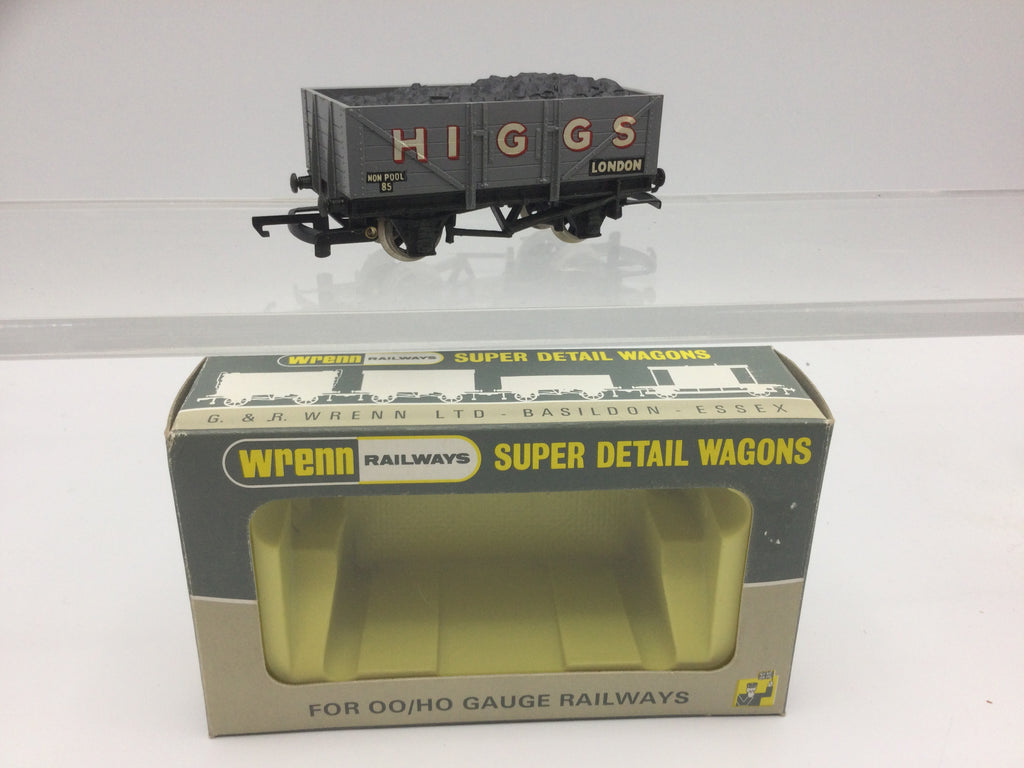 HIGGS
NON POOL
85
LONDON
wrenn RAILWAYS SUPER DETAIL WAGONS
G. & R. WRENN LTD - BASILDON - ESSEX
wrenn RAILWAYS SUPER DETAIL WAGONS
FOR OO/HO GAUGE RAILWAYS